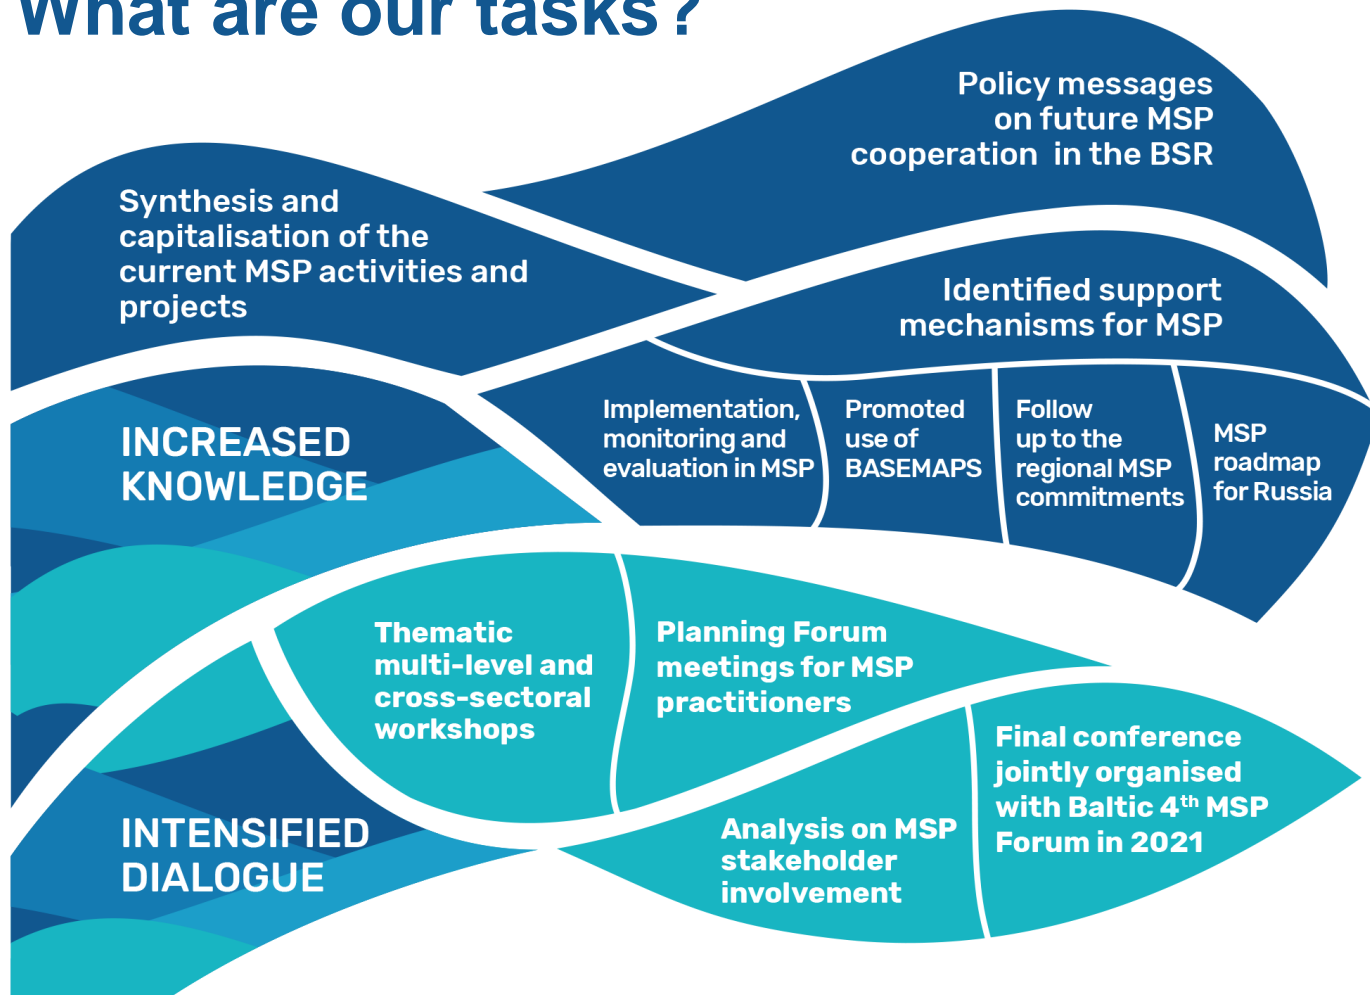 What are our tasks?
Policy messages
on future MSP
cooperation in the BSR
Synthesis and
capitalisation of the
current MSP activities and
projects
Identified support
mechanisms for MSP
INCREASED
KNOWLEDGE
Implementation,
monitoring and
evaluation in MSP
Promoted
use of
BASEMAPS
Follow
up to the
regional MSP
commitments
MSP
roadmap
for Russia
Thematic
multi-level and
cross-sectoral
workshops
Planning Forum
meetings for MSP
practitioners
INTENSIFIED
DIALOGUE
Analysis on MSP
stakeholder
involvement
Final conference
jointly organised
with Baltic 4th MSP
Forum in 2021